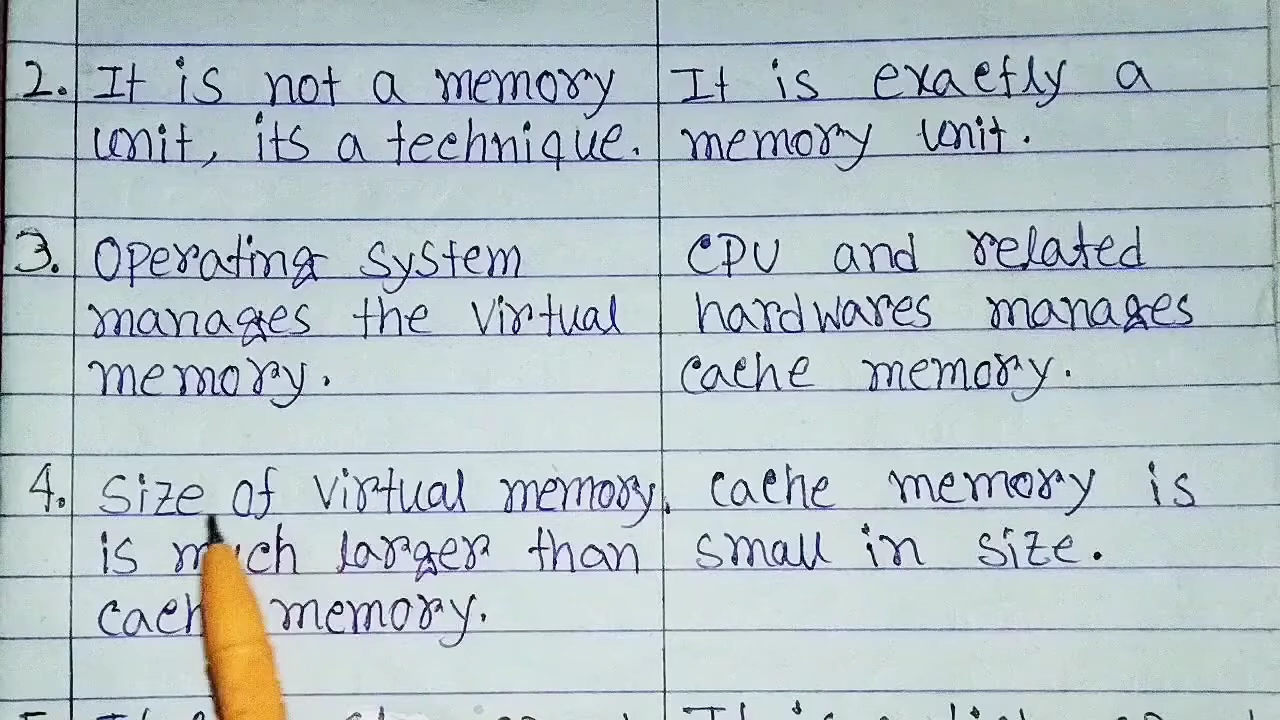 2. It is not a memory
unit, its a technique.
It is exactly a
memory unit.
3. Operating system
manages the virtual
memory.
CPU and related
hardwares manages
cache memory.
4. Size of virtual memory
is much larger than
cache memory.
cache memory is
small in size.